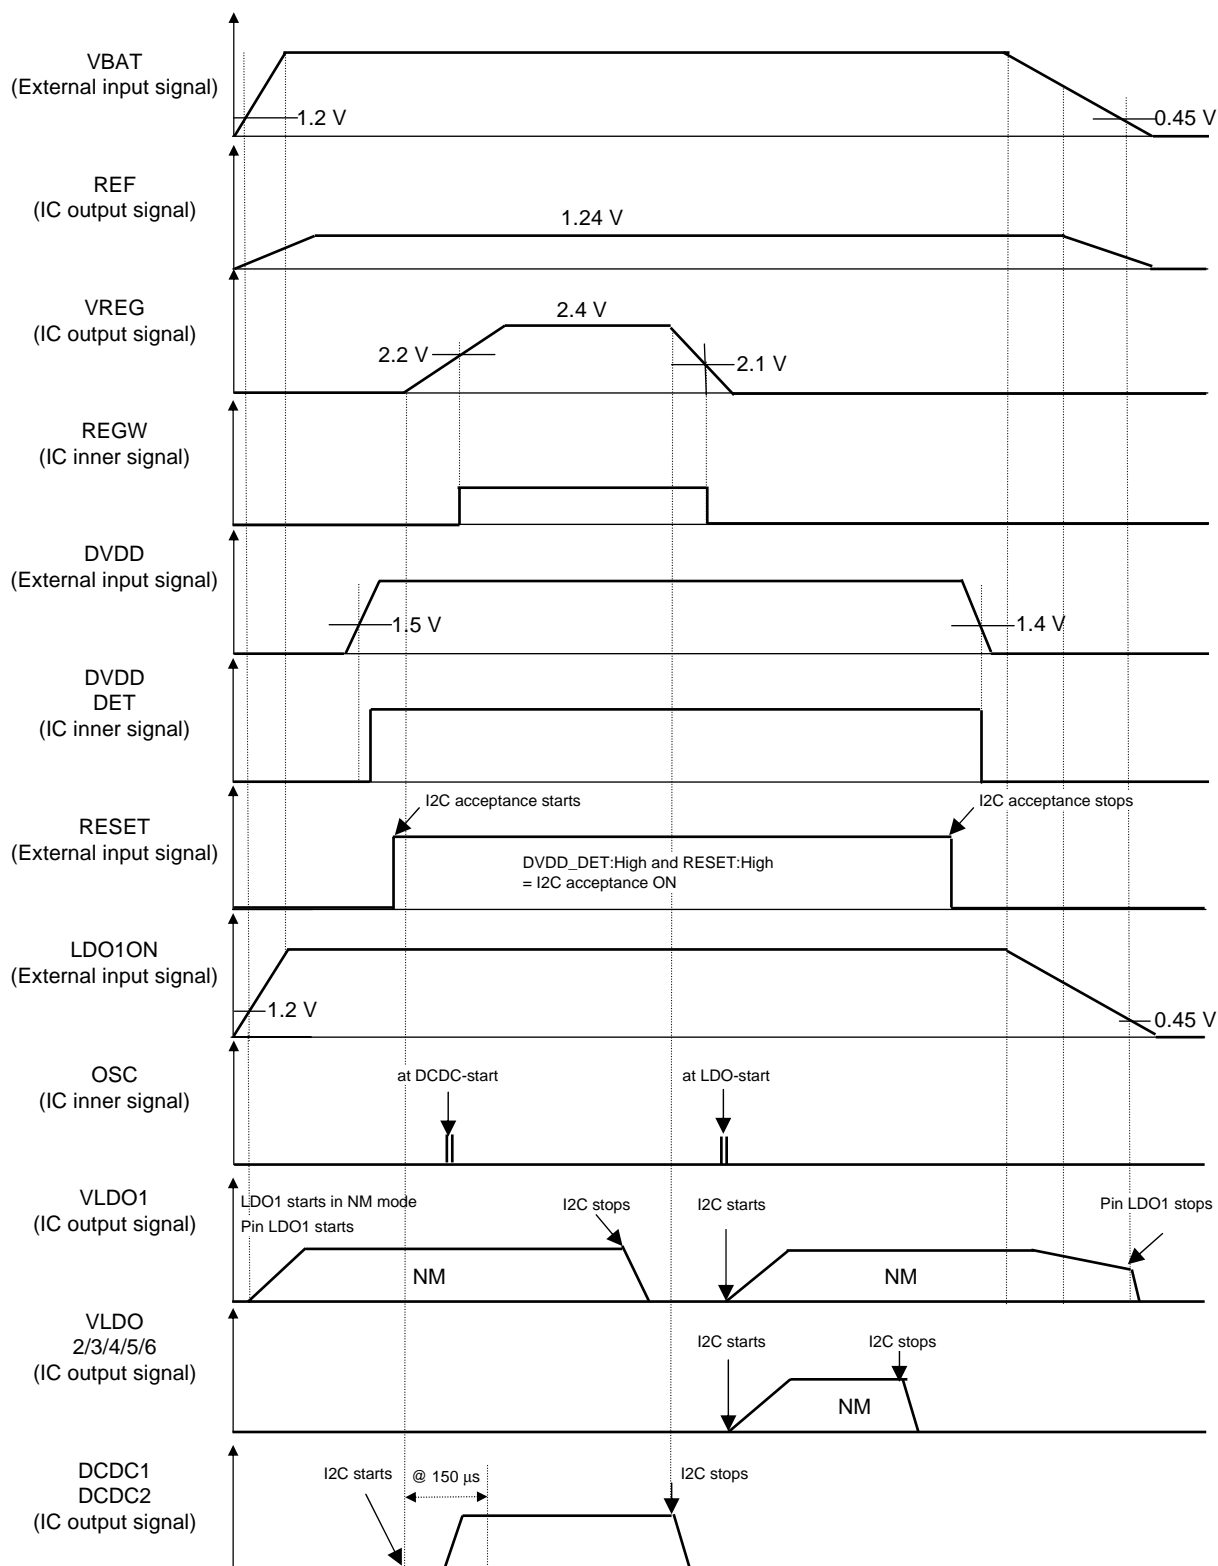 VBAT
(External input signal)
1.2 V
0.45 V
REF
(IC output signal)
1.24 V
VREG
(IC output signal)
2.4 V
2.2 V
2.1 V
REGW
(IC inner signal)
DVDD
(External input signal)
1.5 V
1.4 V
DVDD
DET
(IC inner signal)
I2C acceptance starts
I2C acceptance stops
RESET
(External input signal)
DVDD_DET:High and RESET:High
= I2C acceptance ON
LDO1ON
(External input signal)
1.2 V
0.45 V
OSC
(IC inner signal)
at DCDC-start
at LDO-start
VLDO1
(IC output signal)
LDO1 starts in NM mode
Pin LDO1 starts
I2C stops
I2C starts
Pin LDO1 stops
NM
NM
VLDO
2/3/4/5/6
(IC output signal)
I2C starts
I2C stops
NM
DCDC1
DCDC2
(IC output signal)
I2C starts
@ 150 μs
I2C stops